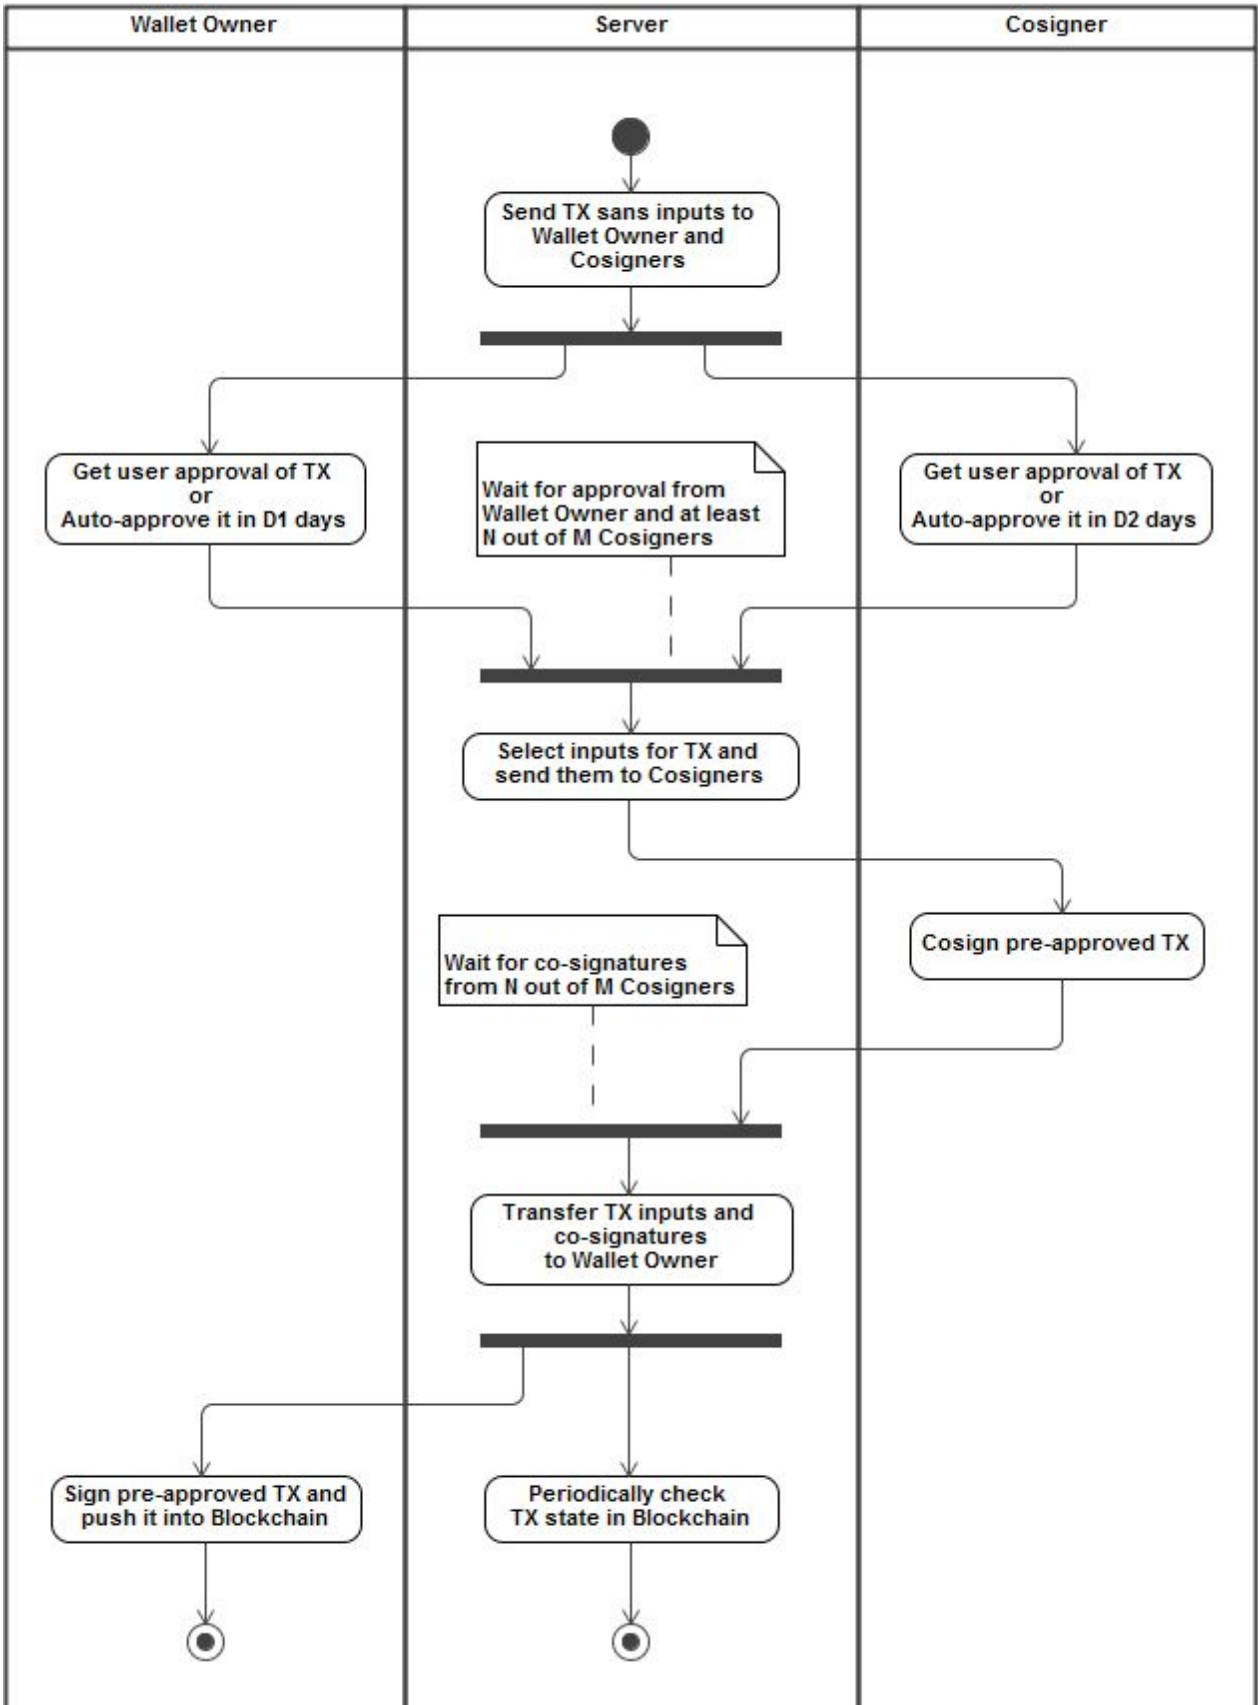 Wallet Owner
Server
Cosigner
Send TX sans inputs to
Wallet Owner and
Cosigners
Get user approval of TX
or
Auto-approve it in D1 days
Wait for approval from
Wallet Owner and at least
N out of M Cosigners
Get user approval of TX
or
Auto-approve it in D2 days
Select inputs for TX and
send them to Cosigners
Cosign pre-approved TX
Wait for co-signatures
from N out of M Cosigners
Transfer TX inputs and
co-signatures
to Wallet Owner
Sign pre-approved TX and
push it into Blockchain
Periodically check
TX state in Blockchain